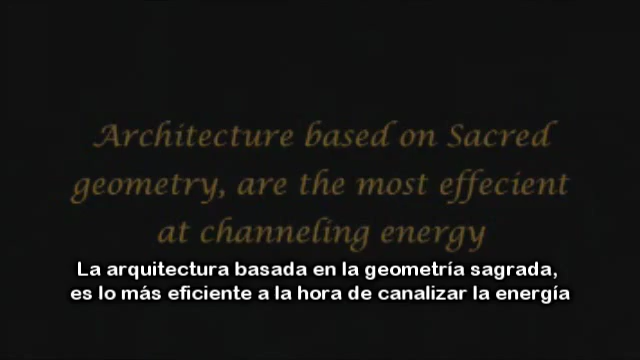 Architecture based on Sacred
geometry, are the most effecient
at channeling energy
La arquitectura basada en la geometría sagrada,
es lo más eficiente a la hora de canalizar la energía